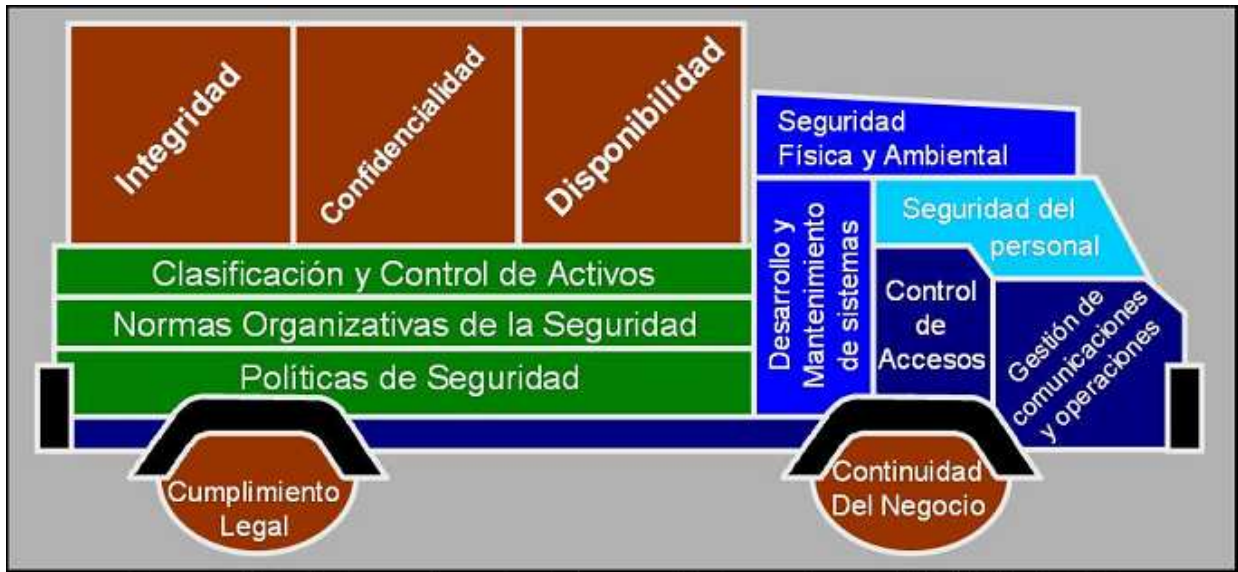 Integridad
Confidencialidad
Disponibilidad
Seguridad
Física y Ambiental
Seguridad del
personal
Clasificación y Control de Activos
Normas Organizativas de la Seguridad
Políticas de Seguridad
Desarrollo y
Mantenimiento
de sistemas
Control
de
Accesos
Gestión de
comunicaciones
y operaciones
Cumplimiento
Legal
Continuidad
Del Negocio